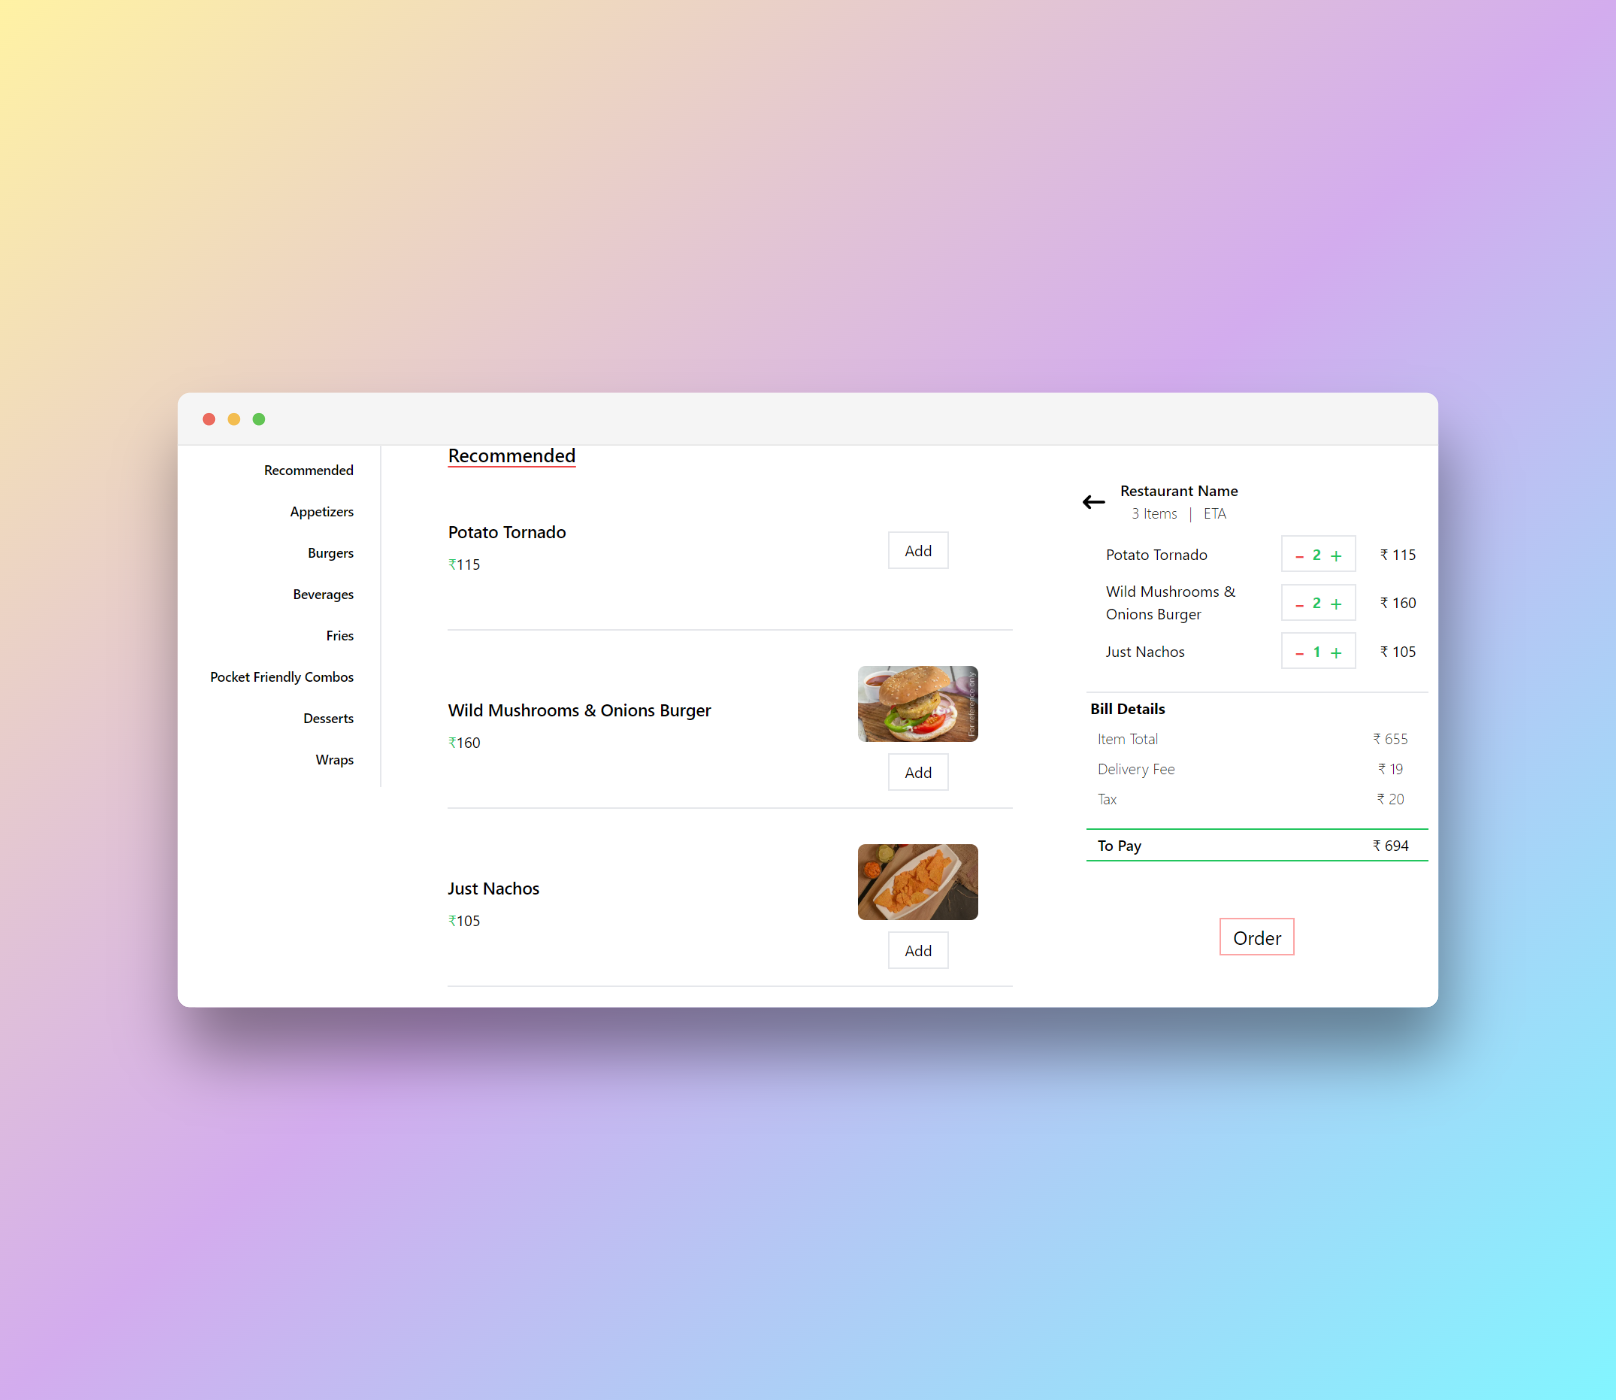 Recommended
Appetizers
Burgers
Beverages
Fries
Pocket Friendly Combos
Desserts
Wraps
Recommended
Potato Tornado
₹115
Add
Wild Mushrooms & Onions Burger
₹160
For reference only
Add
Just Nachos
₹105
Add
Restaurant Name
3 Items | ETA
Potato Tornado - 2 + ₹ 115
Wild Mushrooms &
Onions Burger - 2 + ₹ 160
Just Nachos - 1 + ₹ 105
Bill Details
Item Total ₹ 655
Delivery Fee ₹ 19
Tax ₹ 20
To Pay ₹ 694
Order